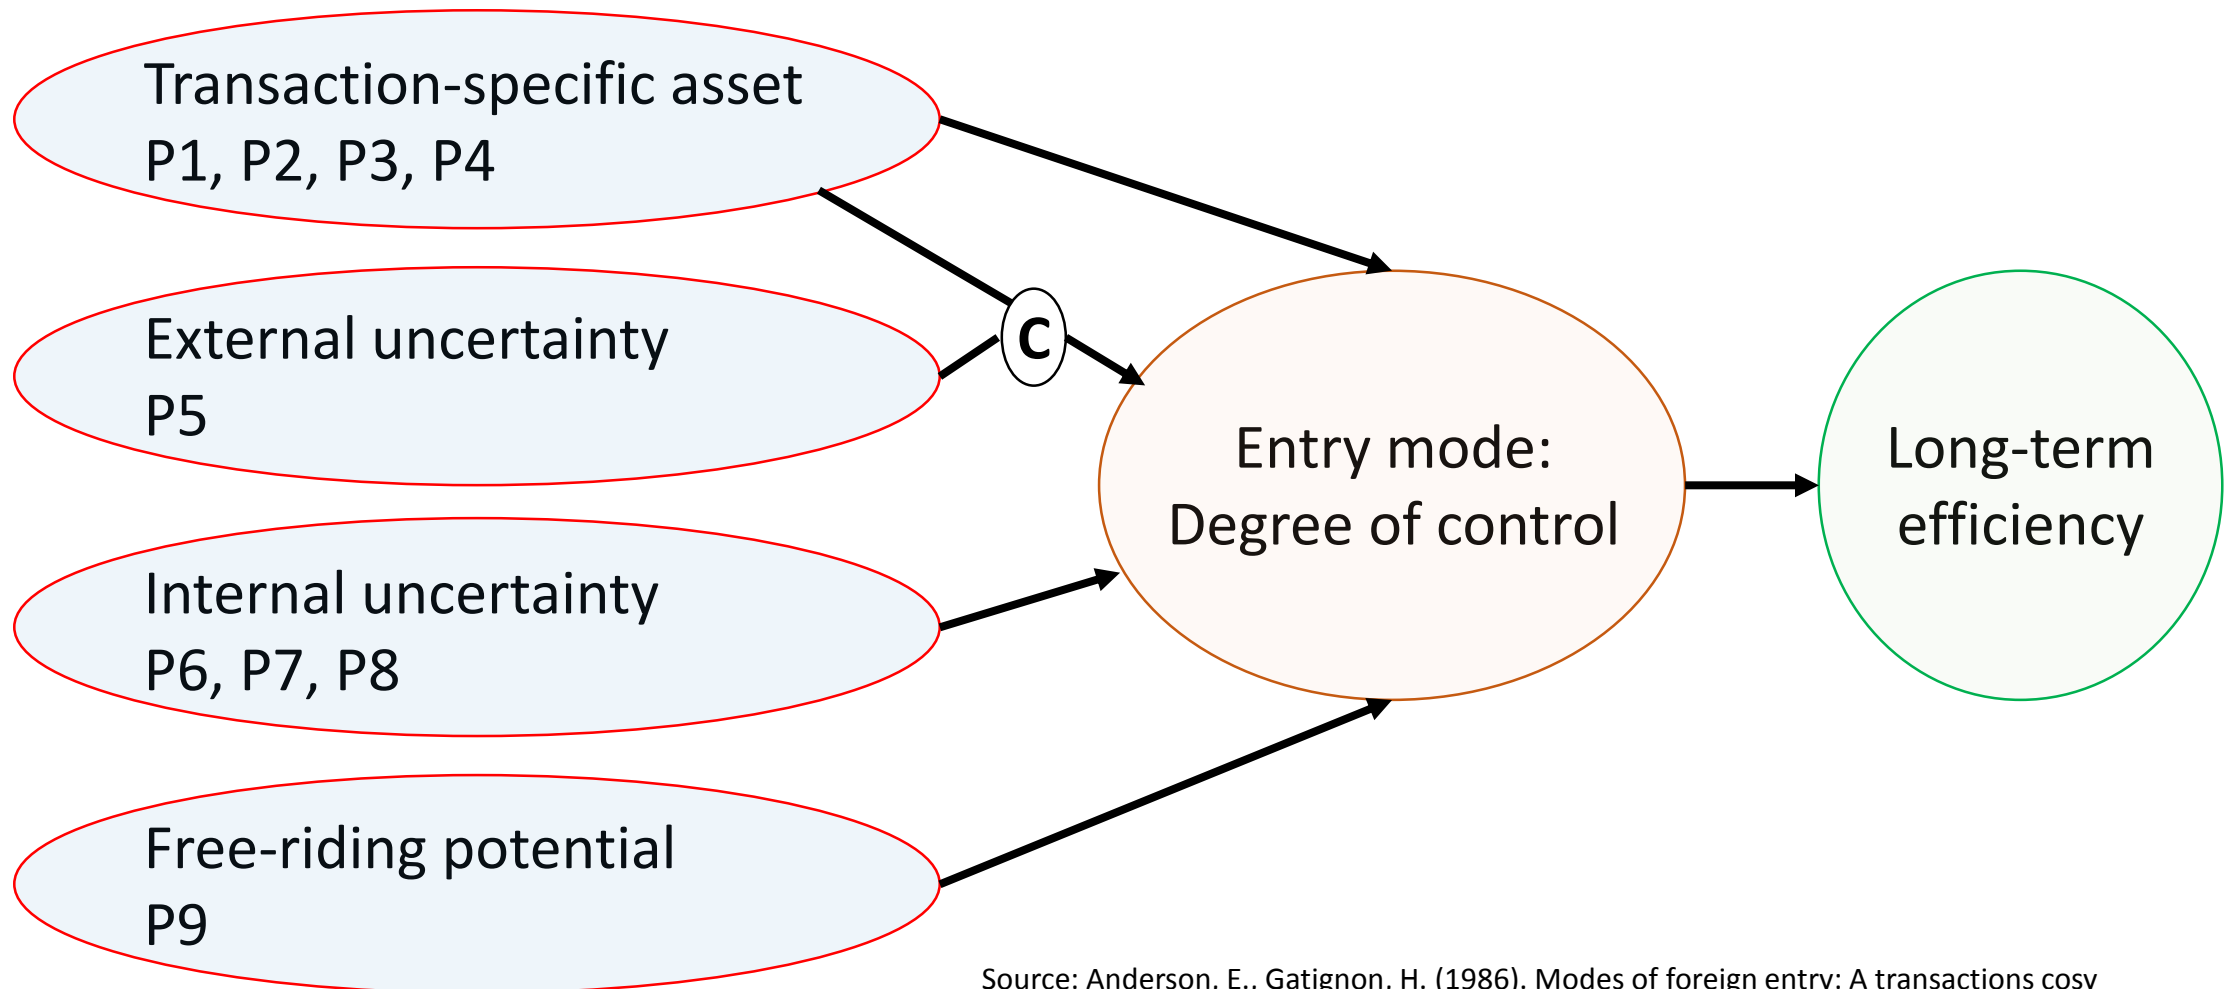 Transaction-specific asset
P1, P2, P3, P4
External uncertainty
P5
C
Internal uncertainty
P6, P7, P8
Free-riding potential
P9
Entry mode:
Degree of control
Long-term
efficiency
Source: Anderson, E., Gatignon, H. (1986). Modes of foreign entry: A transactions cosy